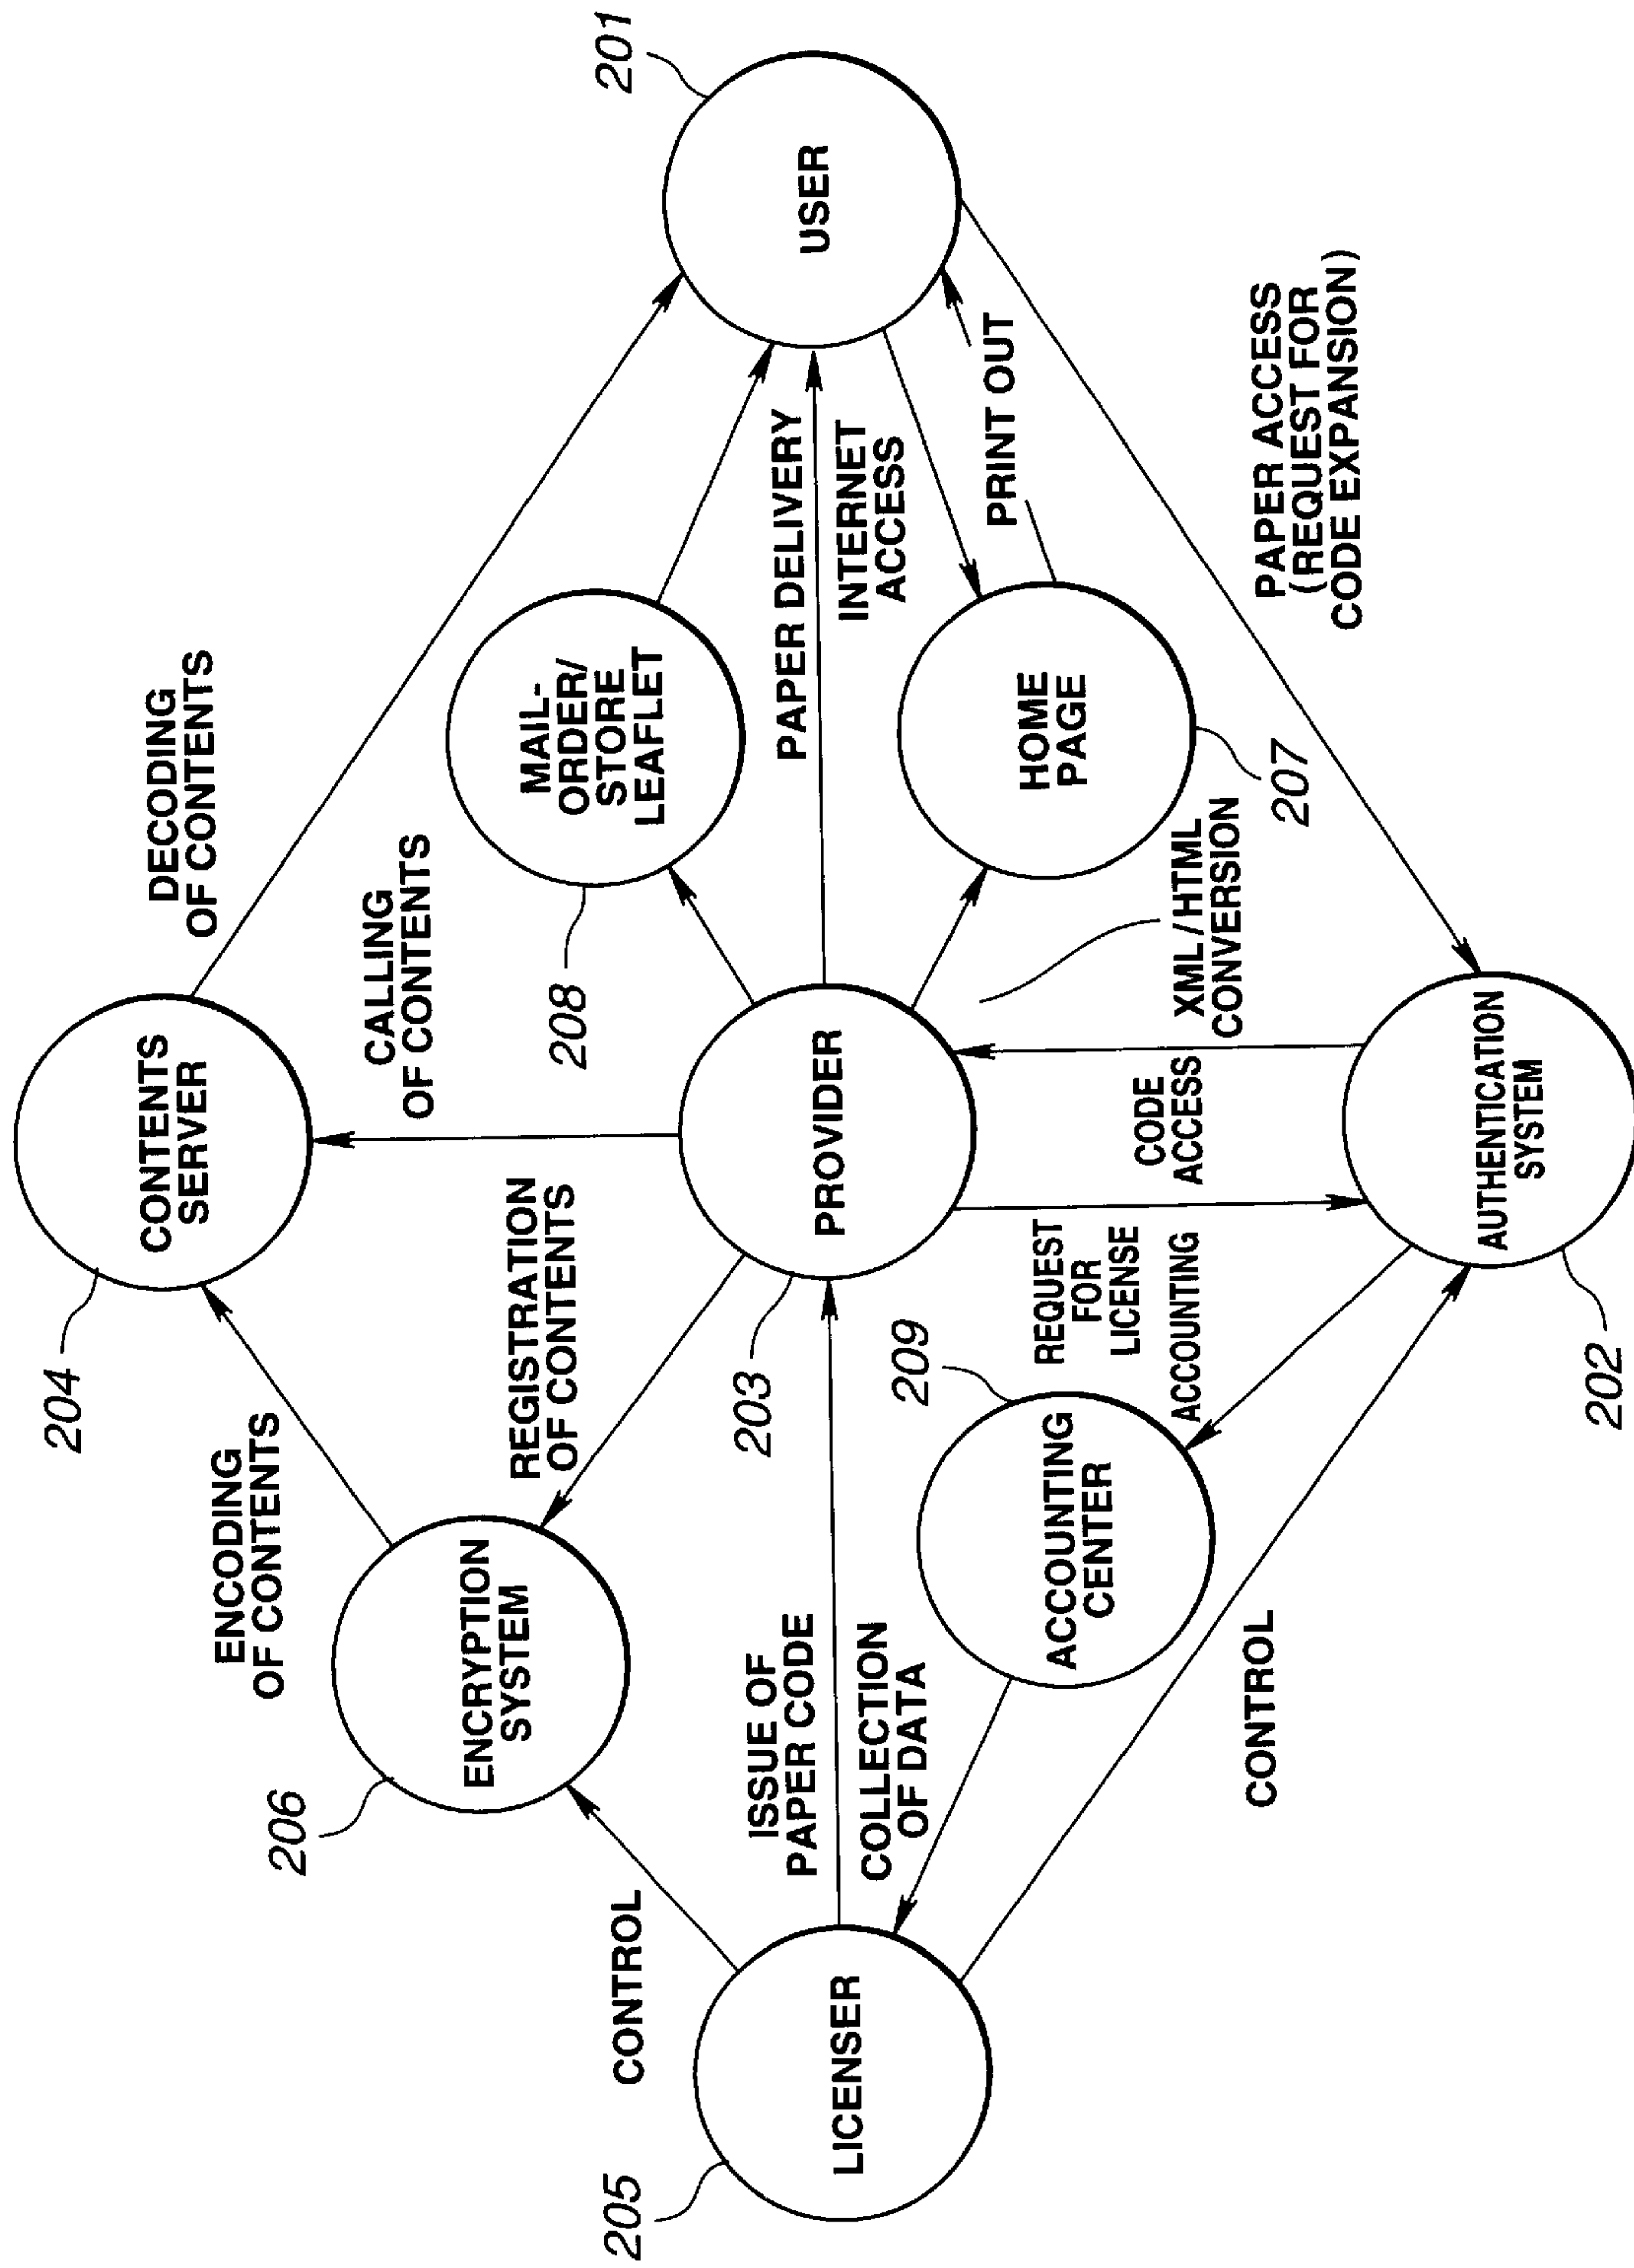 204
CONTENTS
SERVER
DECODING
OF CONTENTS
ENCODING
OF CONTENTS
CALLING
OF CONTENTS
206
ENCRYPTION
SYSTEM
REGISTRATION
OF CONTENTS
208
MAIL-
ORDER/
STORE
LEAFLET
201
USER
CONTROL
205
LICENSER
ISSUE OF
PAPER CODE
COLLECTION
OF DATA
203
PROVIDER
PAPER DELIVERY
INTERNET
ACCESS
PRINT OUT
209
ACCOUNTING
CENTER
REQUEST
FOR
LICENSE
ACCOUNTING
CODE
ACCESS
XML/HTML
CONVERSION
HOME
PAGE
207
CONTROL
PAPER ACCESS
(REQUEST FOR
CODE EXPANSION)
AUTHENTICATION
SYSTEM
202